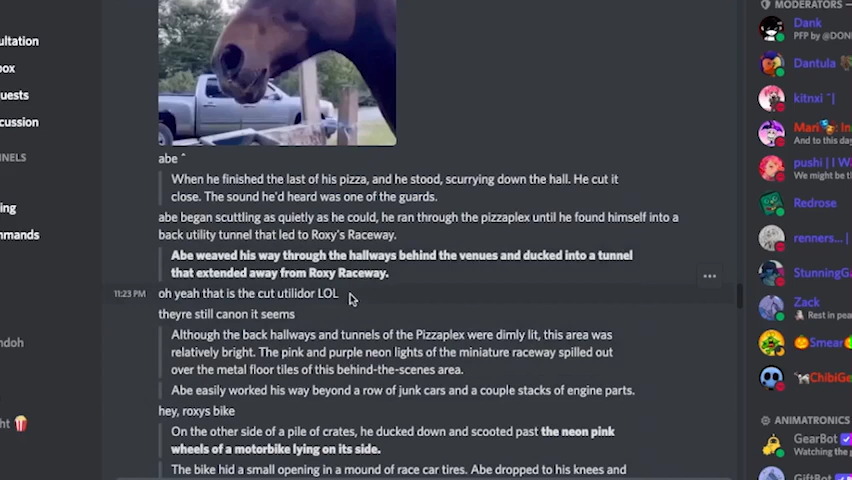 ultation
box
uests
cussion
NNELS
ing
mmands
ndoh
ht
abe ^
When he finished the last of his pizza, and he stood, scurrying down the hall. He cut it
close. The sound he'd heard was one of the guards.
abe began scuttling as quietly as he could, he ran through the pizzaplex until he found himself into a
back utility tunnel that led to Roxy's Raceway.
Abe weaved his way through the hallways behind the venues and ducked into a tunnel
that extended away from Roxy Raceway.
11:23 PM oh yeah that is the cut utilidor LOL
theyre still canon it seems
Although the back hallways and tunnels of the Pizzaplex were dimly lit, this area was
relatively bright. The pink and purple neon lights of the miniature raceway spilled out
over the metal floor tiles of this behind-the-scenes area.
Abe easily worked his way beyond a row of junk cars and a couple stacks of engine parts.
hey, roxys bike
On the other side of a pile of crates, he ducked down and scooted past the neon pink
wheels of a motorbike lying on its side.
The bike hid a small opening in a mound of race car tires. Abe dropped to his knees and
MODERATORS —
Dank
PFP by @DON
Dantula
kitnxi ~|
Mari In
And to this day
pushi | I W
We might be th
Redrose
renners... |
StunningGa
Zack
Rest in pea
Smear
ChibiGe
ANIMATRONICS —
GearBot
Watching the g
GiftBot